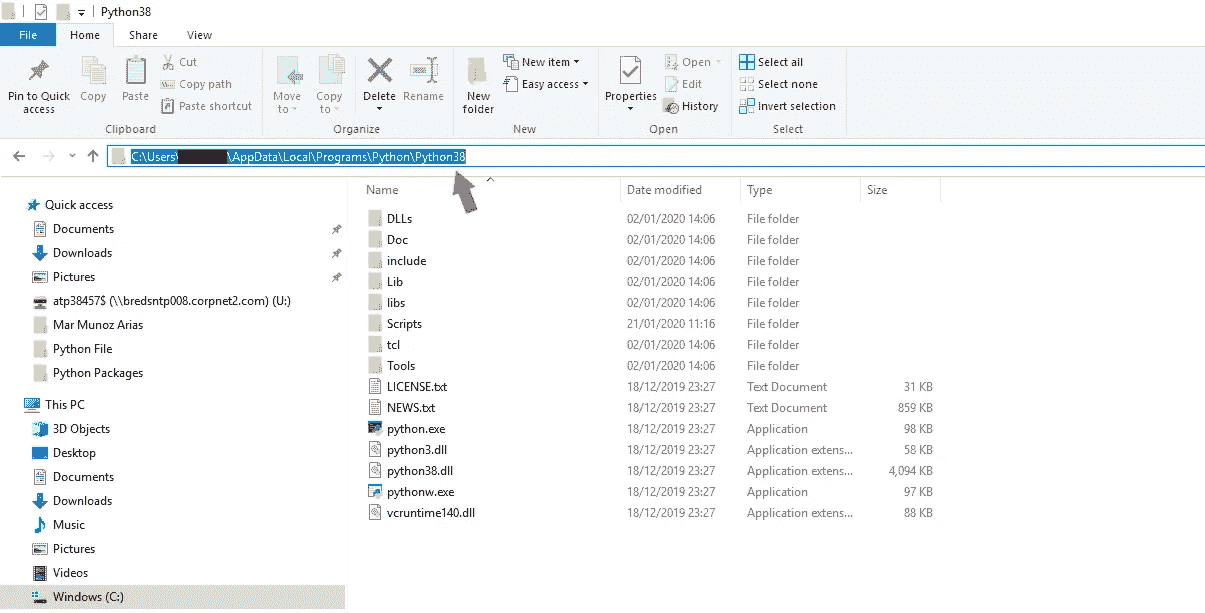 Python38
File Home Share View
Pin to Quick access
Copy
Paste
Cut
Copy path
Paste shortcut
Clipboard
Move to
Copy to
Delete
Rename
Organize
New folder
New item
Easy access
New
Properties
Open
Edit
History
Open
Select all
Select none
Invert selection
Select
C:\Users\ \AppData\Local\Programs\Python\Python38
Quick access
Documents
Downloads
Pictures
atp38457$ (\\bredsntp008.corpnet2.com) (U:)
Mar Munoz Arias
Python File
Python Packages
This PC
3D Objects
Desktop
Documents
Downloads
Music
Pictures
Videos
Windows (C:)
Name Date modified Type Size
DLLs 02/01/2020 14:06 File folder
Doc 02/01/2020 14:06 File folder
include 02/01/2020 14:06 File folder
Lib 02/01/2020 14:06 File folder
libs 02/01/2020 14:06 File folder
Scripts 21/01/2020 11:16 File folder
tcl 02/01/2020 14:06 File folder
Tools 02/01/2020 14:06 File folder
LICENSE.txt 18/12/2019 23:27 Text Document 31 KB
NEWS.txt 18/12/2019 23:27 Text Document 859 KB
python.exe 18/12/2019 23:27 Application 98 KB
python3.dll 18/12/2019 23:27 Application extens... 58 KB
python38.dll 18/12/2019 23:27 Application extens... 4,094 KB
pythonw.exe 18/12/2019 23:27 Application 97 KB
vcruntime140.dll 18/12/2019 23:27 Application extens... 88 KB